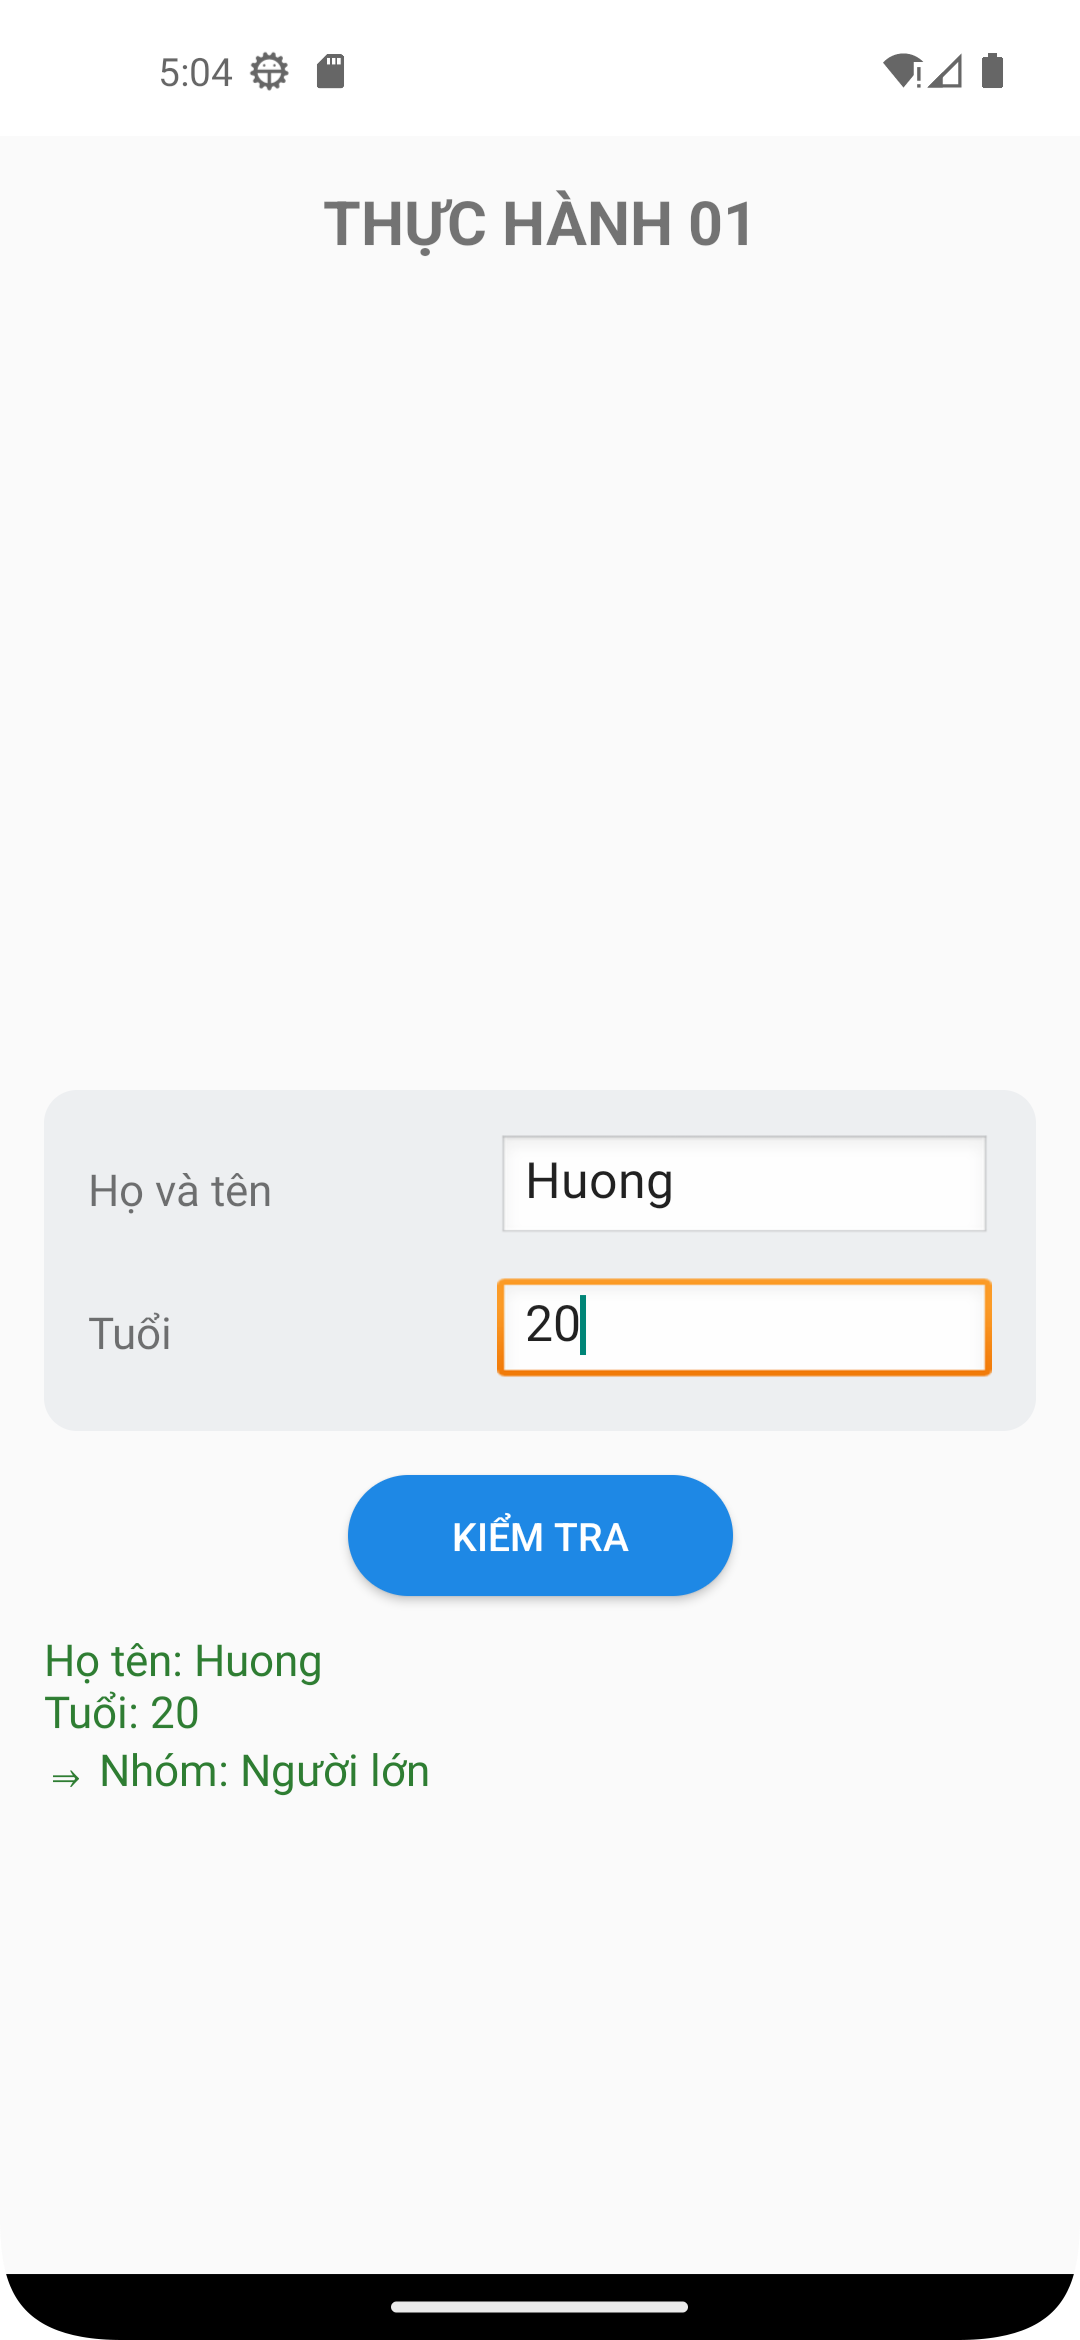 5:04
THỰC HÀNH 01
Họ và tên
Huong
Tuổi
20
KIỂM TRA
Họ tên: Huong
Tuổi: 20
⇒ Nhóm: Người lớn